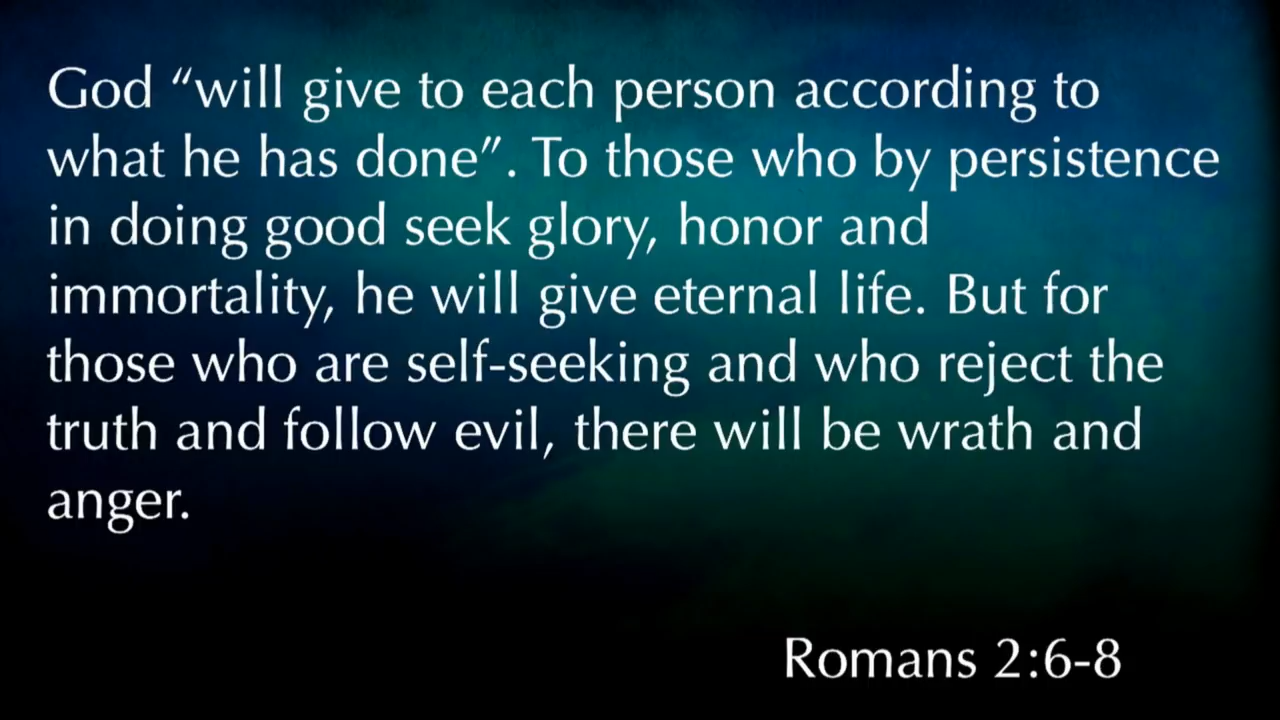 God “will give to each person according to
what he has done”. To those who by persistence
in doing good seek glory, honor and
immortality, he will give eternal life. But for
those who are self-seeking and who reject the
truth and follow evil, there will be wrath and
anger.
Romans 2:6-8